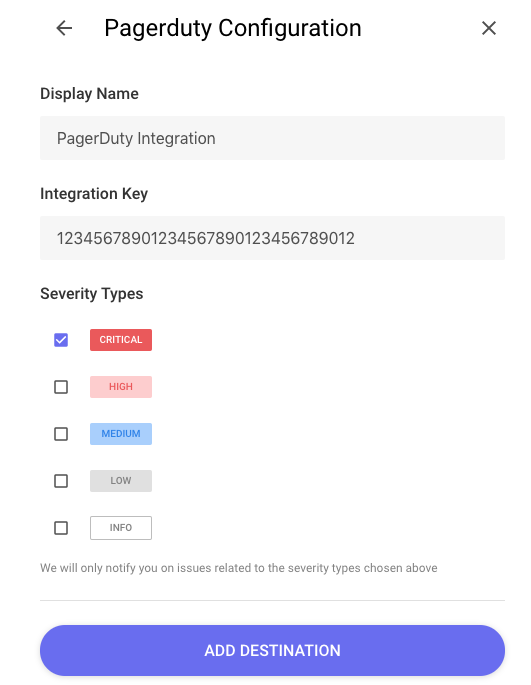 Pagerduty Configuration
Display Name
PagerDuty Integration
Integration Key
12345678901234567890123456789012
Severity Types
CRITICAL
HIGH
MEDIUM
LOW
INFO
We will only notify you on issues related to the severity types chosen above
ADD DESTINATION